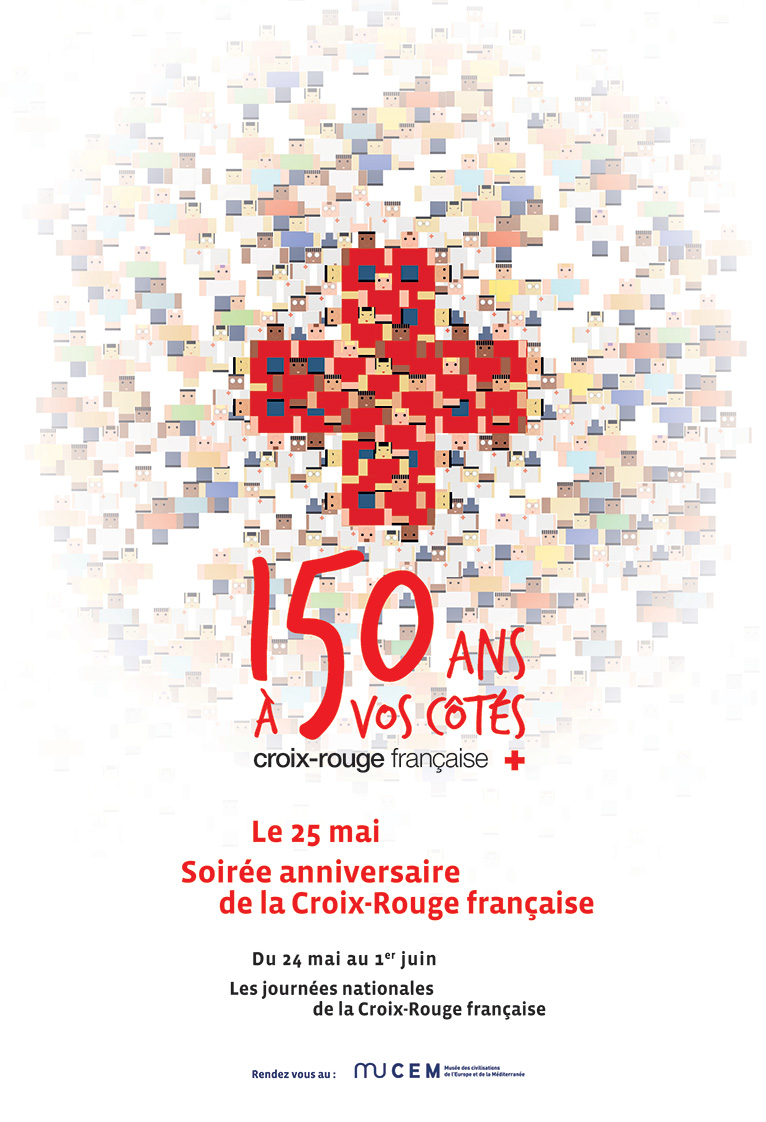 150 ANS
À VOS CÔTÉS
croix-rouge française
Le 25 mai
Soirée anniversaire
de la Croix-Rouge française
Du 24 mai au 1er juin
Les journées nationales
de la Croix-Rouge française
Rendez vous au : MUCEM Musée des civilisations
de l'Europe et de la Méditerranée